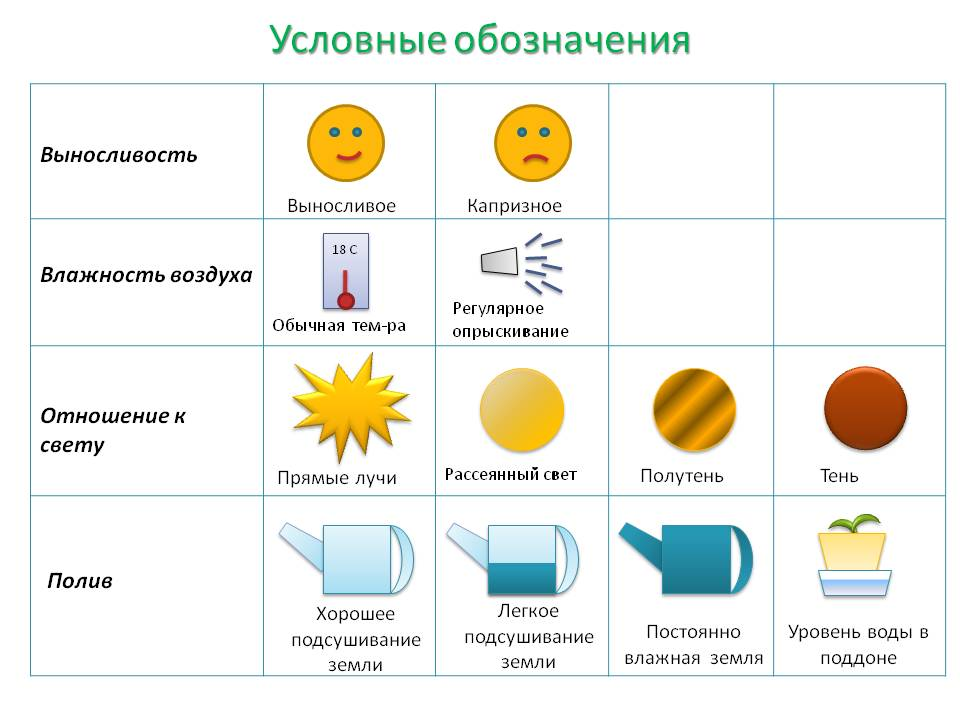 Условные обозначения
Выносливость
Выносливое
Капризное
Влажность воздуха
18 С
Обычная тем-ра
Регулярное
опрыскивание
Отношение к
свету
Прямые лучи
Рассеянный свет
Полутень
Тень
Полив
Хорошее
подсушивание
земли
Легкое
подсушивание
земли
Постоянно
влажная земля
Уровень воды в
поддоне